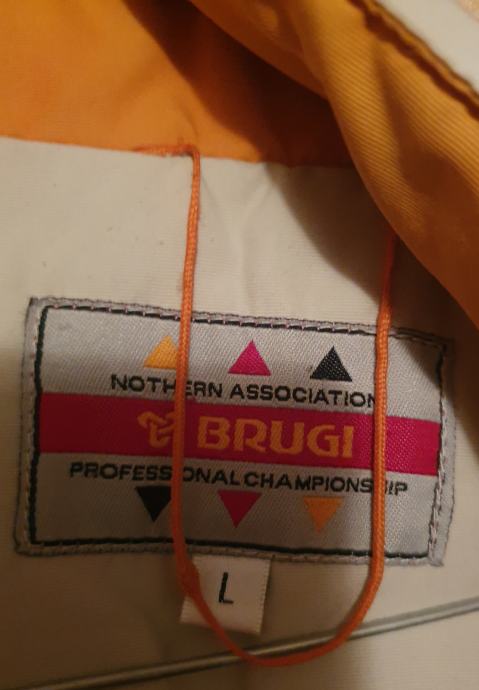 NOTHERN ASSOCIATION
BRUGI
PROFESSIONAL CHAMPIONSHIP
L